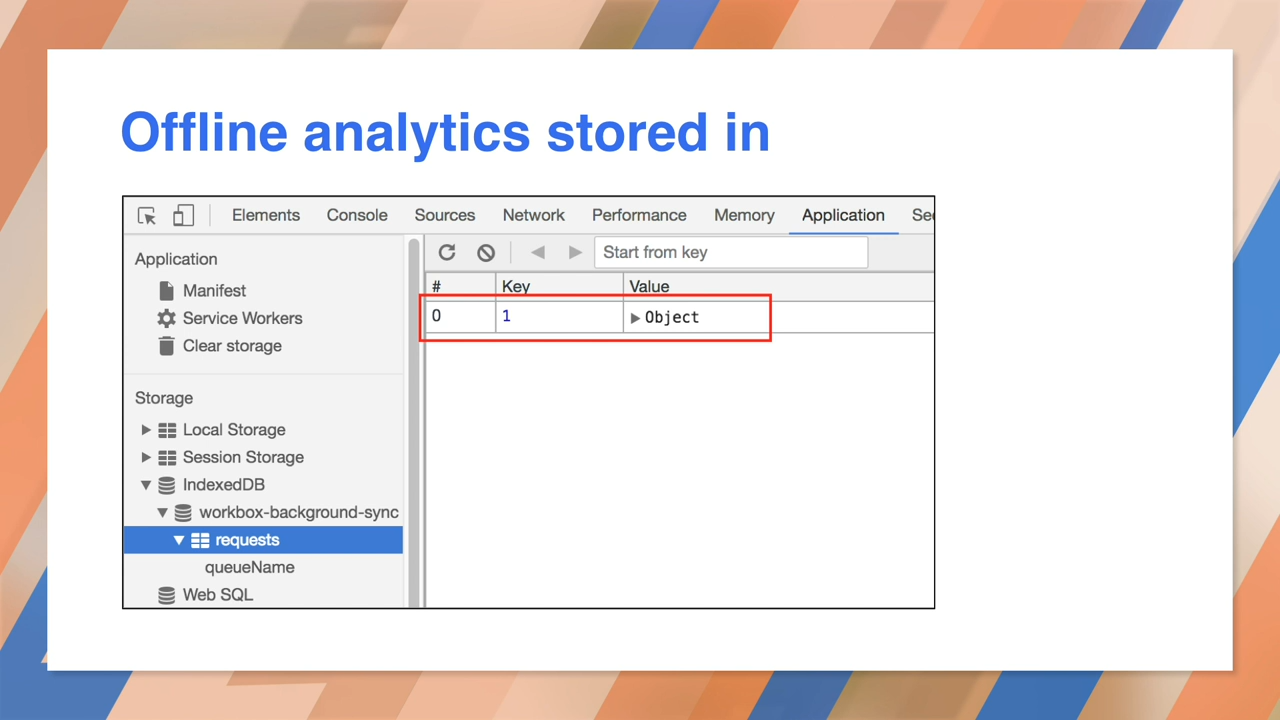 Offline analytics stored in
Elements Console Sources Network Performance Memory Application
Start from key
Application
Manifest
Service Workers
Clear storage
# Key Value
0 1 Object
Storage
Local Storage
Session Storage
IndexedDB
workbox-background-sync
requests
queueName
Web SQL